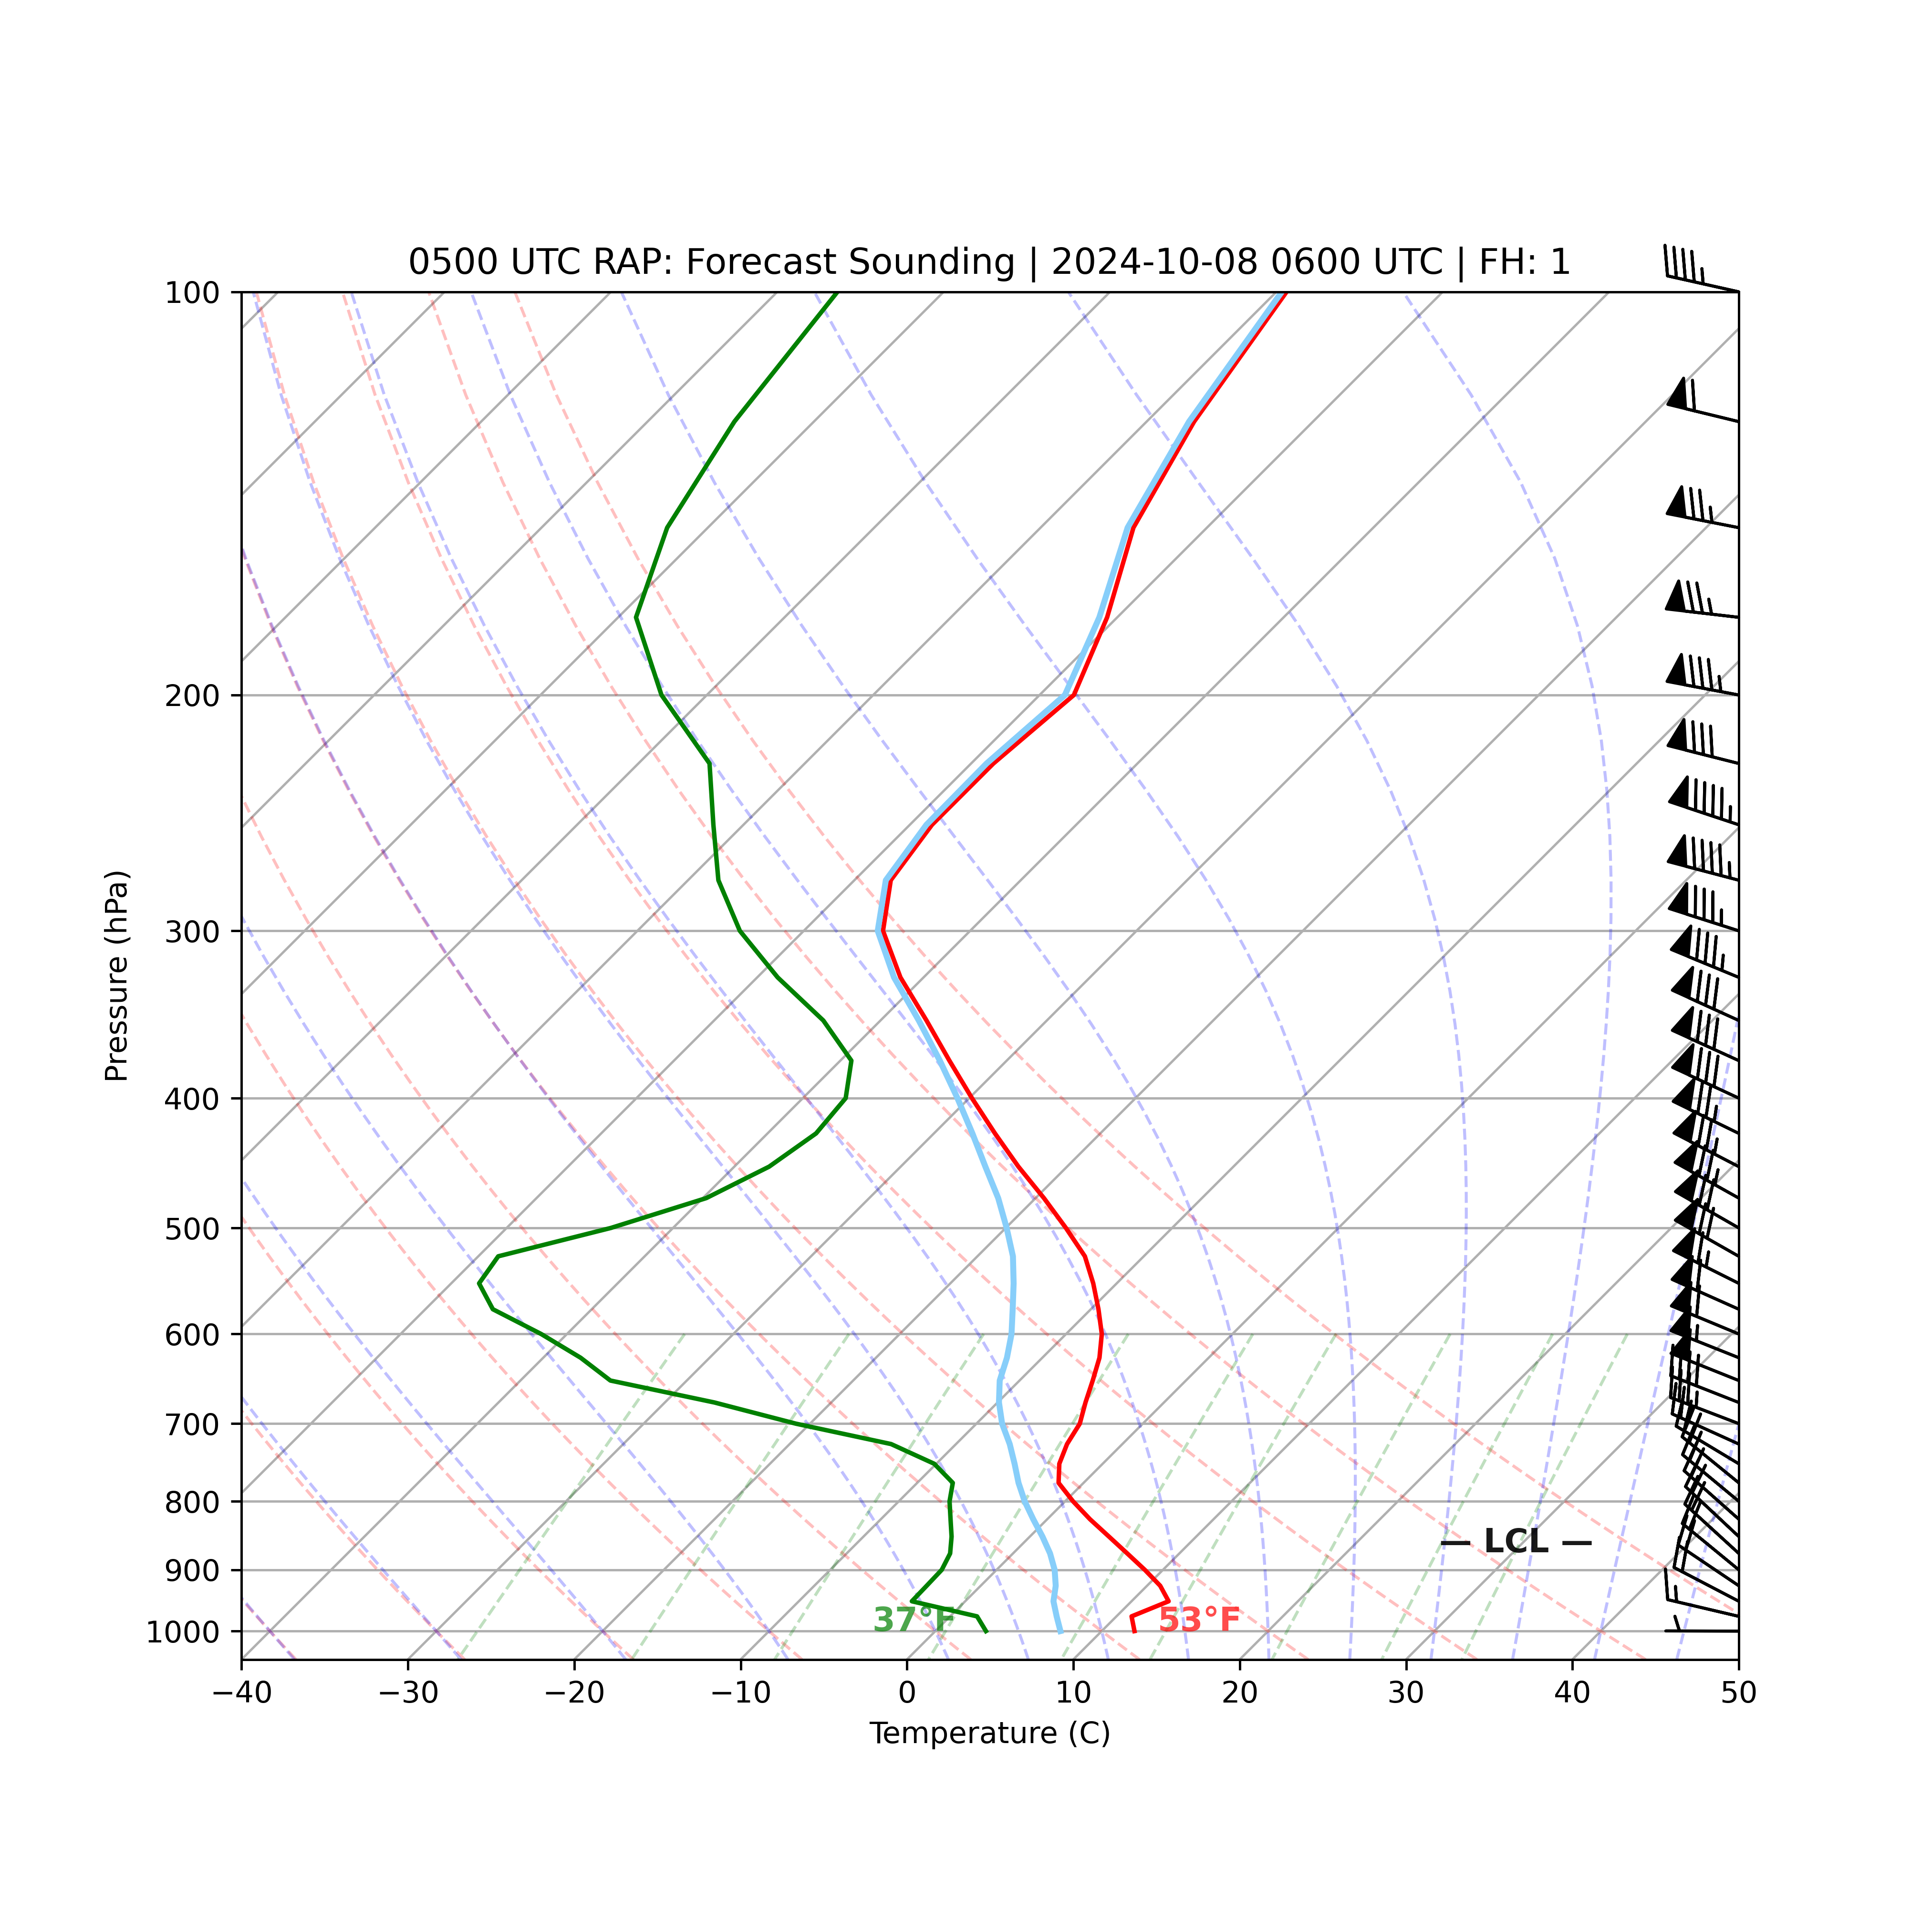 0500 UTC RAP: Forecast Sounding | 2024-10-08 0600 UTC | FH: 1
100
200
300
400
500
600
700
800
900
1000
Pressure (hPa)
— LCL —
37°F
53°F
−40 −30 −20 −10 0 10 20 30 40 50
Temperature (C)